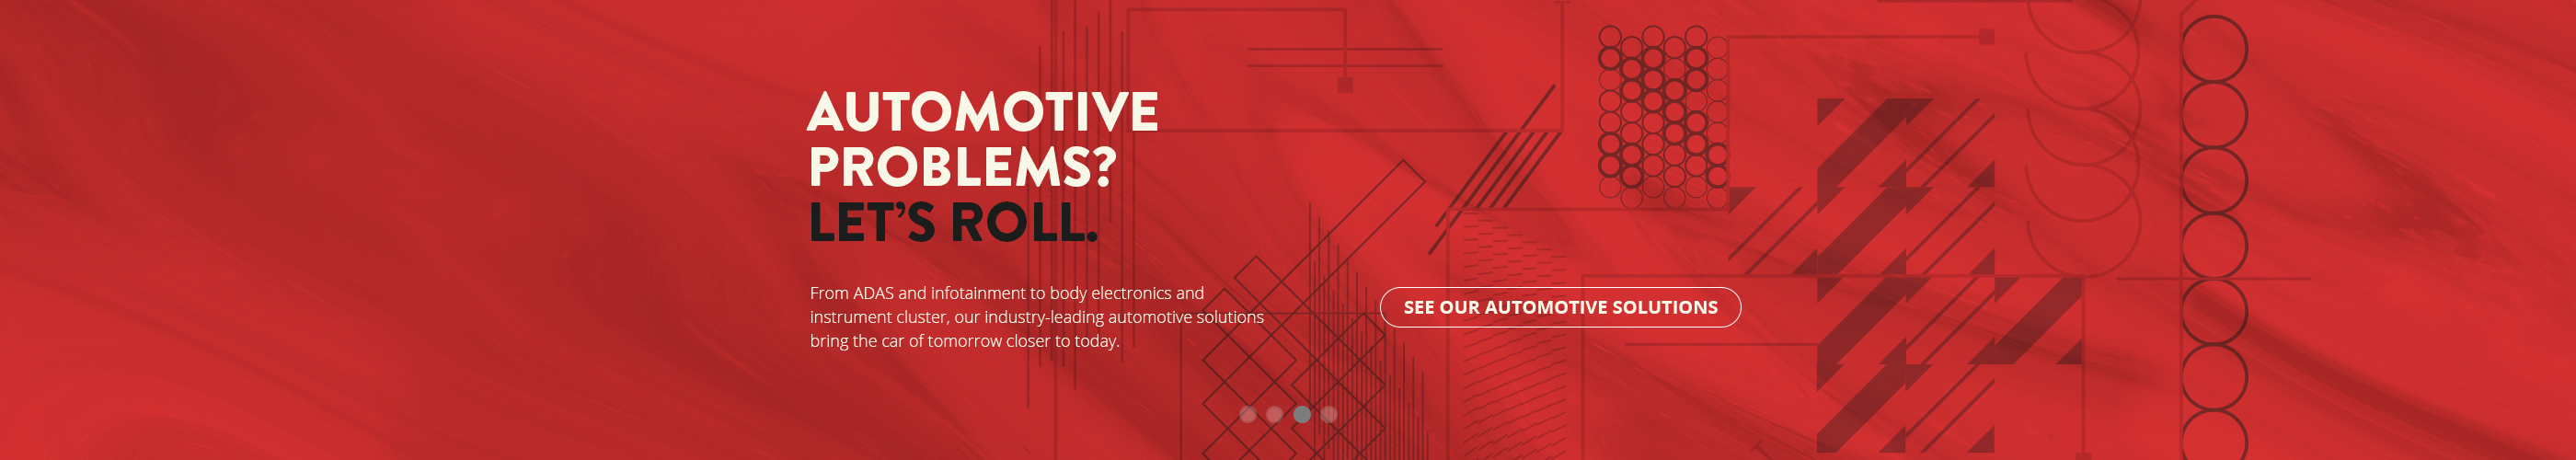 AUTOMOTIVE
PROBLEMS?
LET’S ROLL.
From ADAS and infotainment to body electronics and
instrument cluster, our industry-leading automotive solutions
bring the car of tomorrow closer to today.
SEE OUR AUTOMOTIVE SOLUTIONS